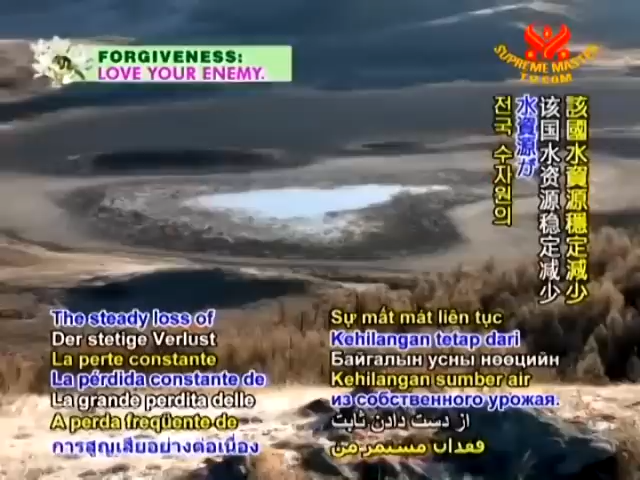 FORGIVENESS:
LOVE YOUR ENEMY.
SUPREME MASTER
TV.COM
該國水資源穩定減少
该国水资源稳定减少
水資源が
전국 수자원의
The steady loss of
Der stetige Verlust
La perte constante
La pérdida constante de
La grande perdita delle
A perda freqüente de
การสูญเสียอย่างต่อเนื่อง
Sự mất mát liên tục
Kehilangan tetap dari
Байгалын усны нөөцийн
Kehilangan sumber air
из собственного урожая.
از دست دادن ثابت
فقدان مستمر من